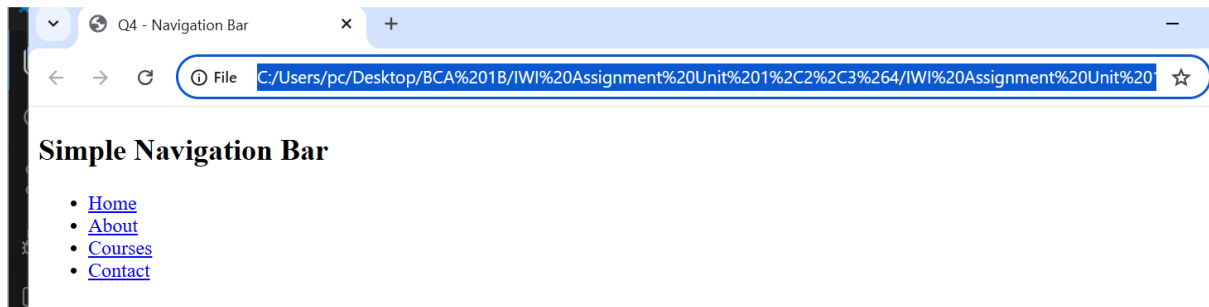 Q4 - Navigation Bar
File C:/Users/pc/Desktop/BCA%201B/IWI%20Assignment%20Unit%201%2C2%2C3%264/IWI%20Assignment%20Unit%201
Simple Navigation Bar
Home
About
Courses
Contact